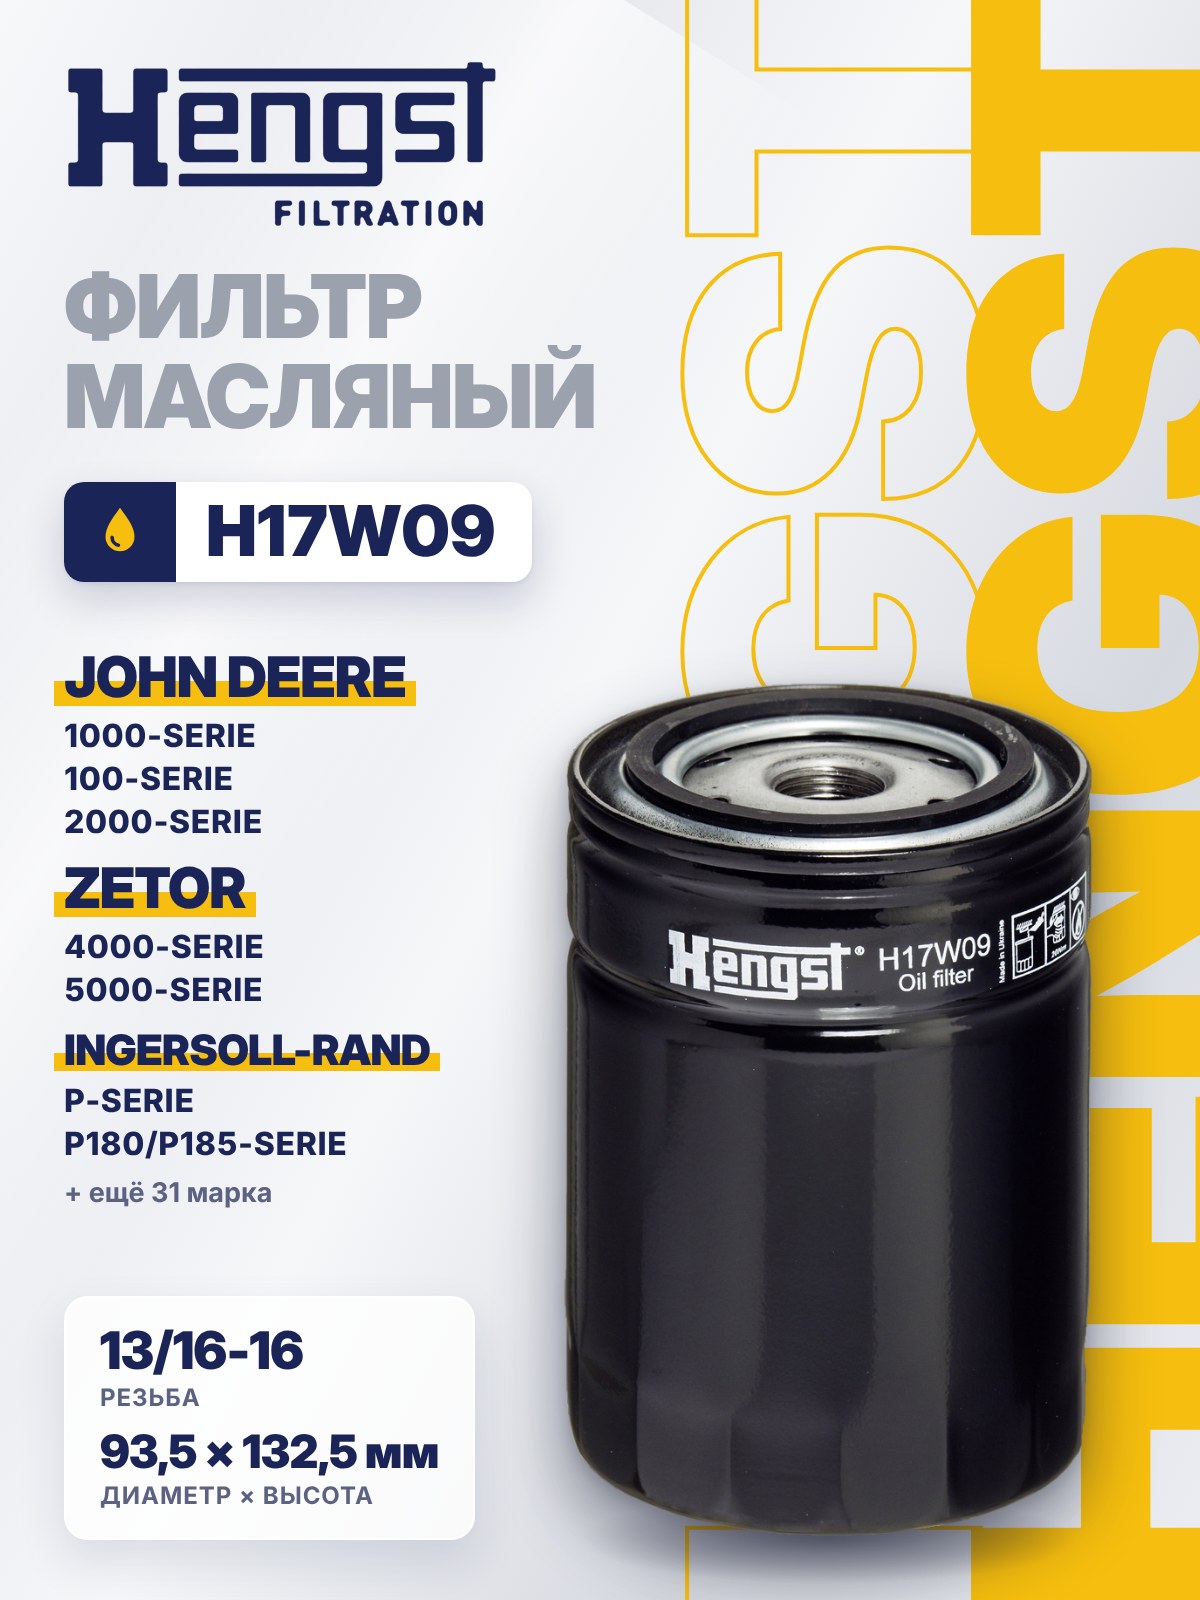 Hengst
FILTRATION
ФИЛЬТР
МАСЛЯНЫЙ
H17W09
JOHN DEERE
1000-SERIE
100-SERIE
2000-SERIE
ZETOR
4000-SERIE
5000-SERIE
INGERSOLL-RAND
P-SERIE
P180/P185-SERIE
+ ещё 31 марка
13/16-16
РЕЗЬБА
93,5 × 132,5 мм
ДИАМЕТР × ВЫСОТА
Hengst®
H17W09
Oil filter
Made in Ukraine
HENGST